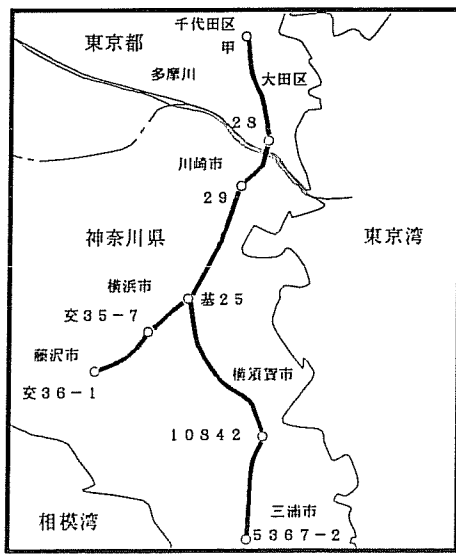 千代田区
東京都
甲
多摩川
大田区
28
川崎市
29
神奈川県
東京湾
横浜市
基25
交35-7
藤沢市
横須賀市
交36-1
10842
三浦市
相模湾
5367-2